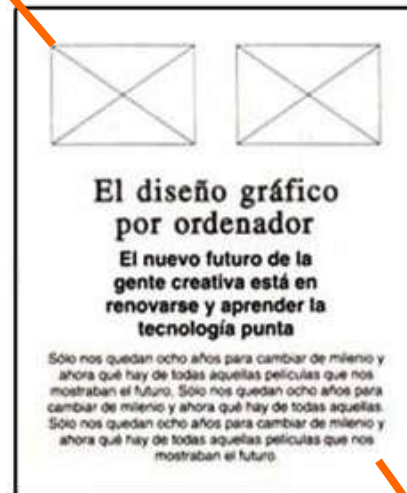 El diseño gráfico
por ordenador
El nuevo futuro de la
gente creativa está en
renovarse y aprender la
tecnología punta
Sólo nos quedan ocho años para cambiar de milenio y
ahora qué hay de todas aquellas películas que nos
mostraban el futuro. Sólo nos quedan ocho años para
cambiar de milenio y ahora qué hay de todas aquellas
Sólo nos quedan ocho años para cambiar de milenio y
ahora qué hay de todas aquellas películas que nos
mostraban el futuro